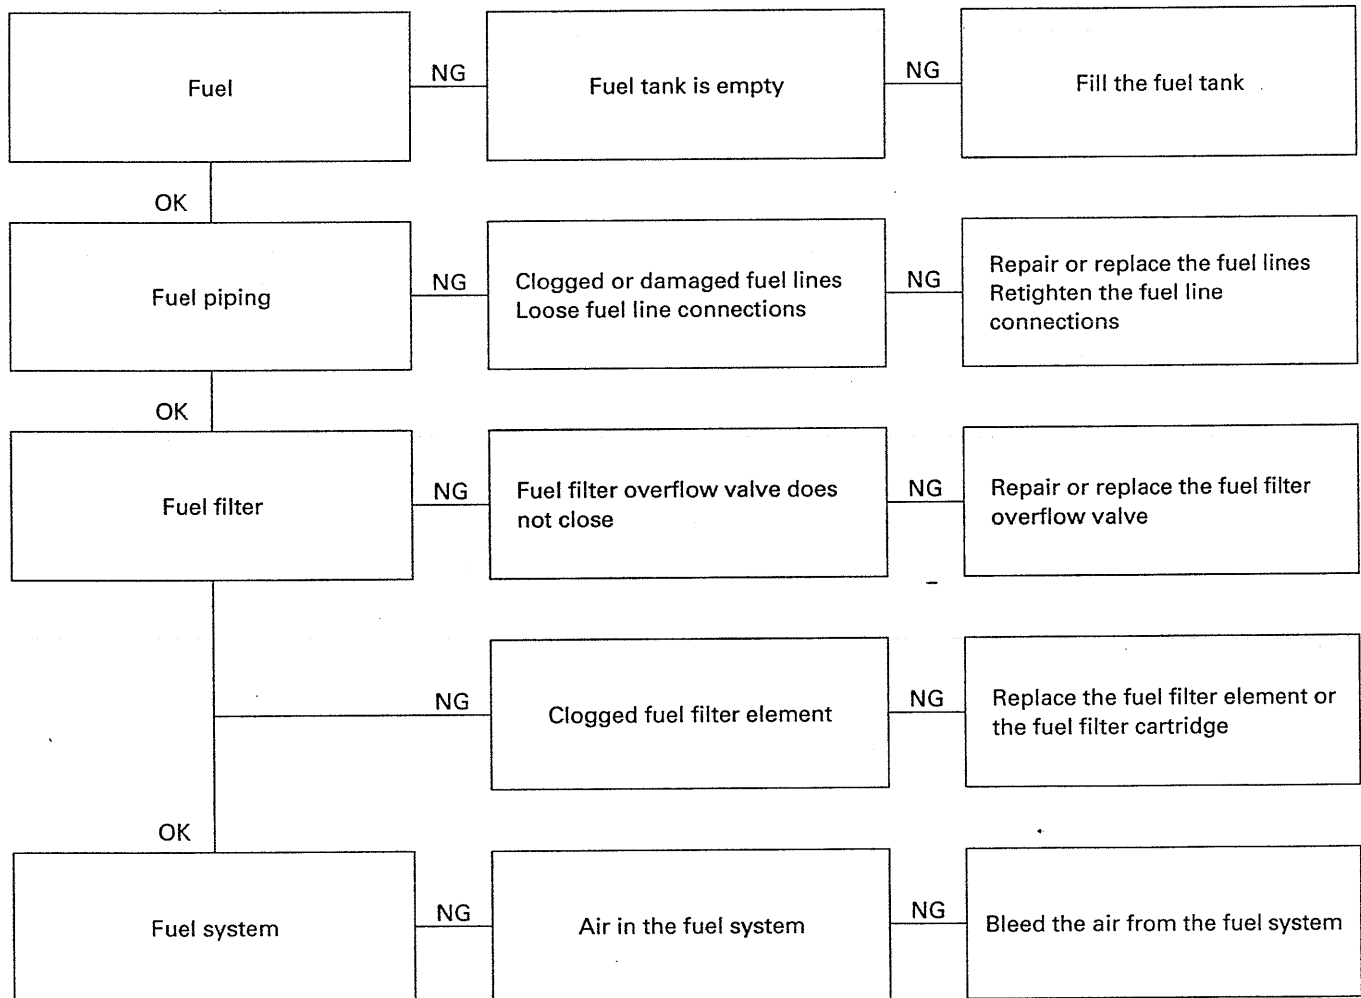 Fuel
NG
Fuel tank is empty
NG
Fill the fuel tank
OK
Fuel piping
NG
Clogged or damaged fuel lines
Loose fuel line connections
NG
Repair or replace the fuel lines
Retighten the fuel line
connections
OK
Fuel filter
NG
Fuel filter overflow valve does
not close
NG
Repair or replace the fuel filter
overflow valve
NG
Clogged fuel filter element
NG
Replace the fuel filter element or
the fuel filter cartridge
OK
Fuel system
NG
Air in the fuel system
NG
Bleed the air from the fuel system